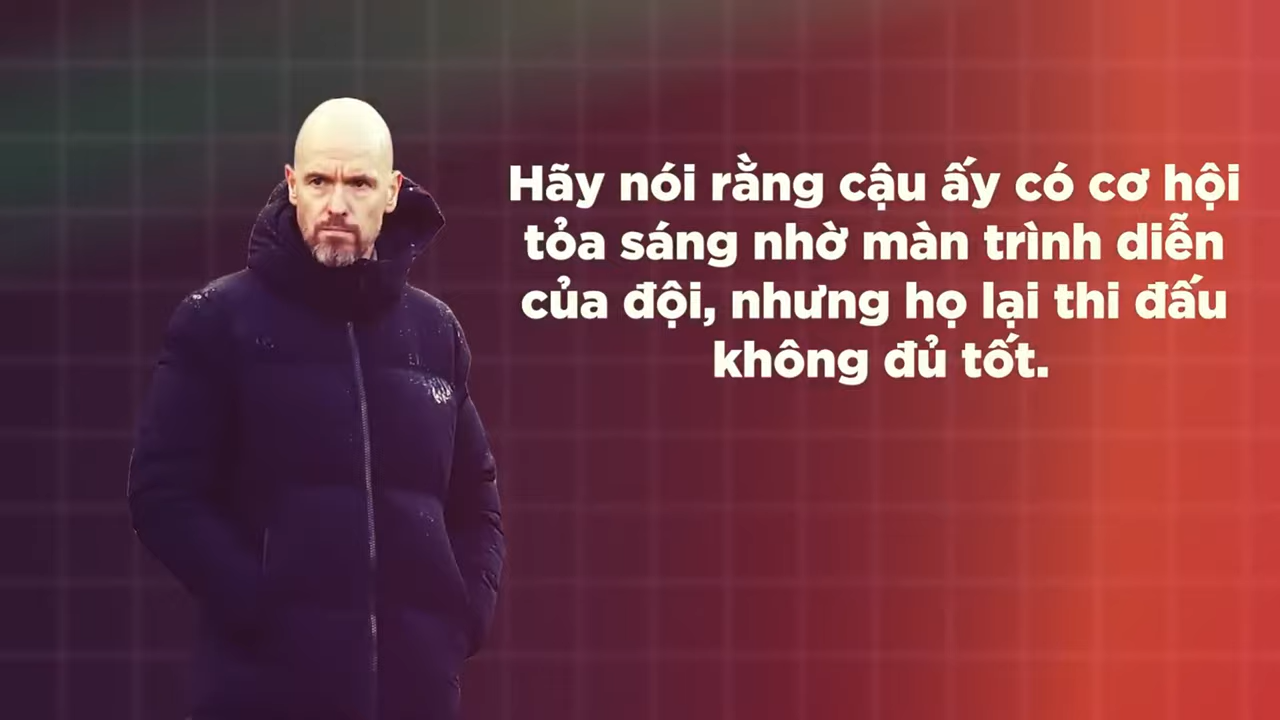 Hãy nói rằng cậu ấy có cơ hội
tỏa sáng nhờ màn trình diễn
của đội, nhưng họ lại thi đấu
không đủ tốt.